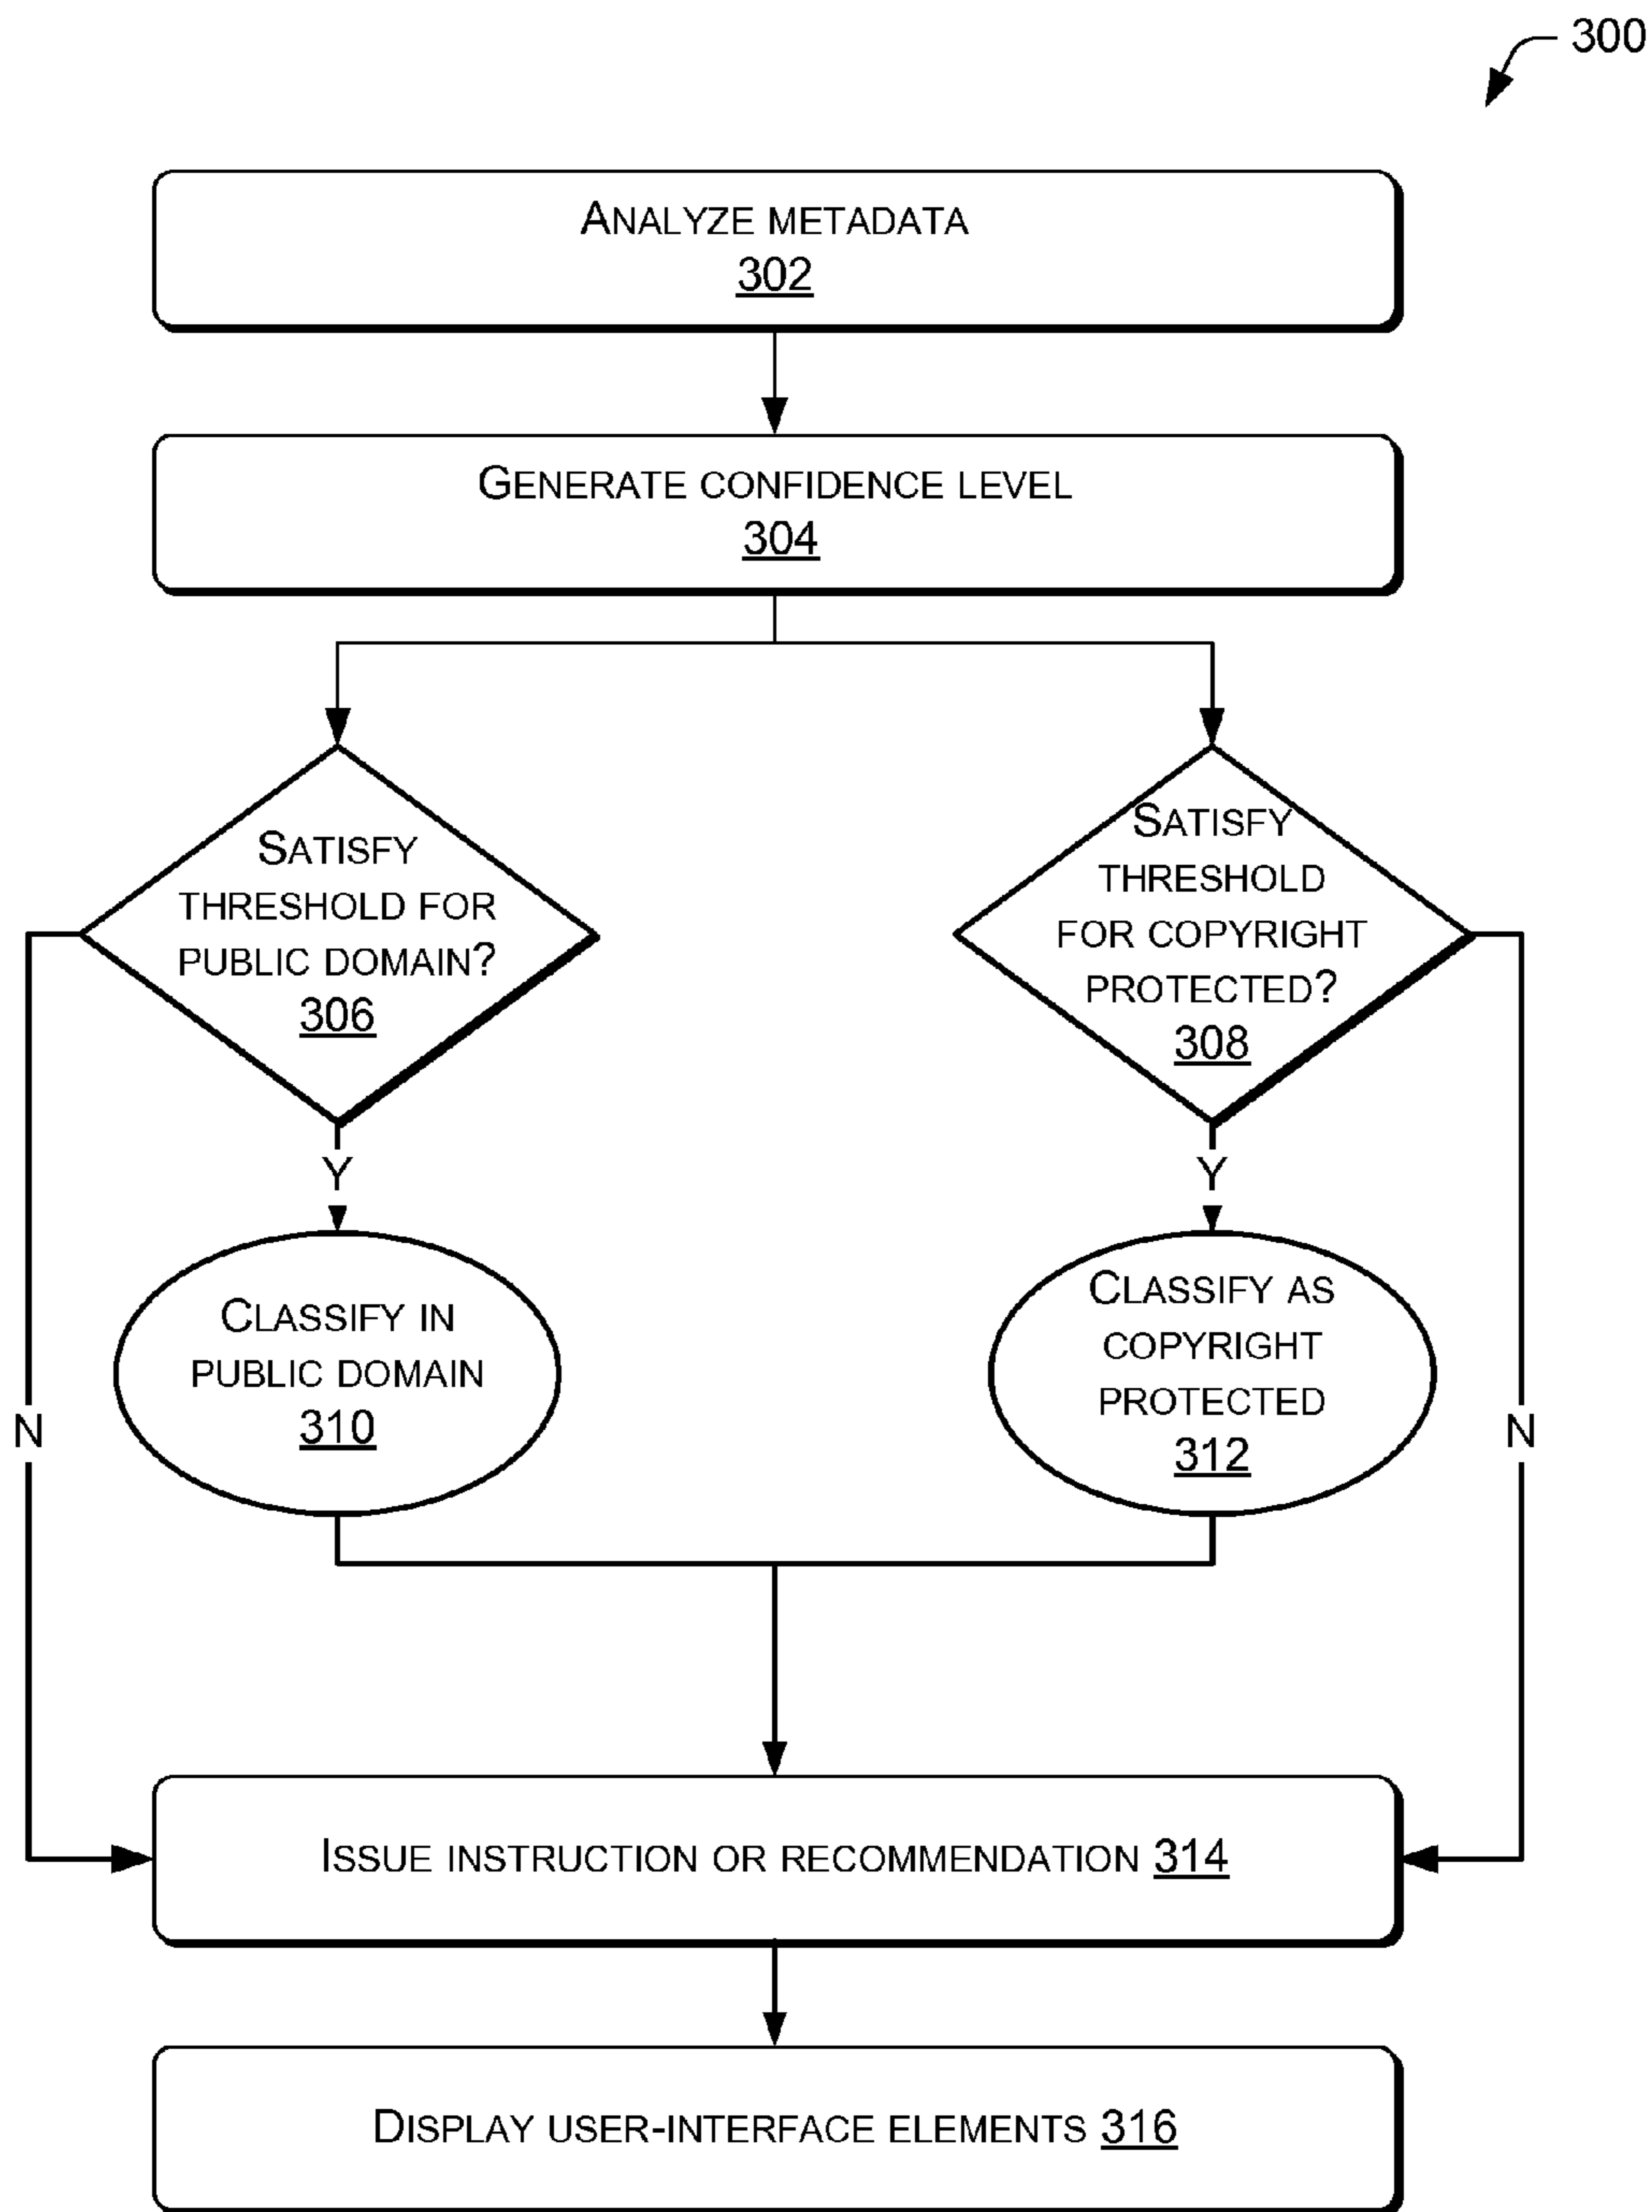 300
ANALYZE METADATA
302
GENERATE CONFIDENCE LEVEL
304
SATISFY
THRESHOLD FOR
PUBLIC DOMAIN?
306
SATISFY
THRESHOLD
FOR COPYRIGHT
PROTECTED?
308
Y
Y
CLASSIFY IN
PUBLIC DOMAIN
310
CLASSIFY AS
COPYRIGHT
PROTECTED
312
N
N
ISSUE INSTRUCTION OR RECOMMENDATION 314
DISPLAY USER-INTERFACE ELEMENTS 316